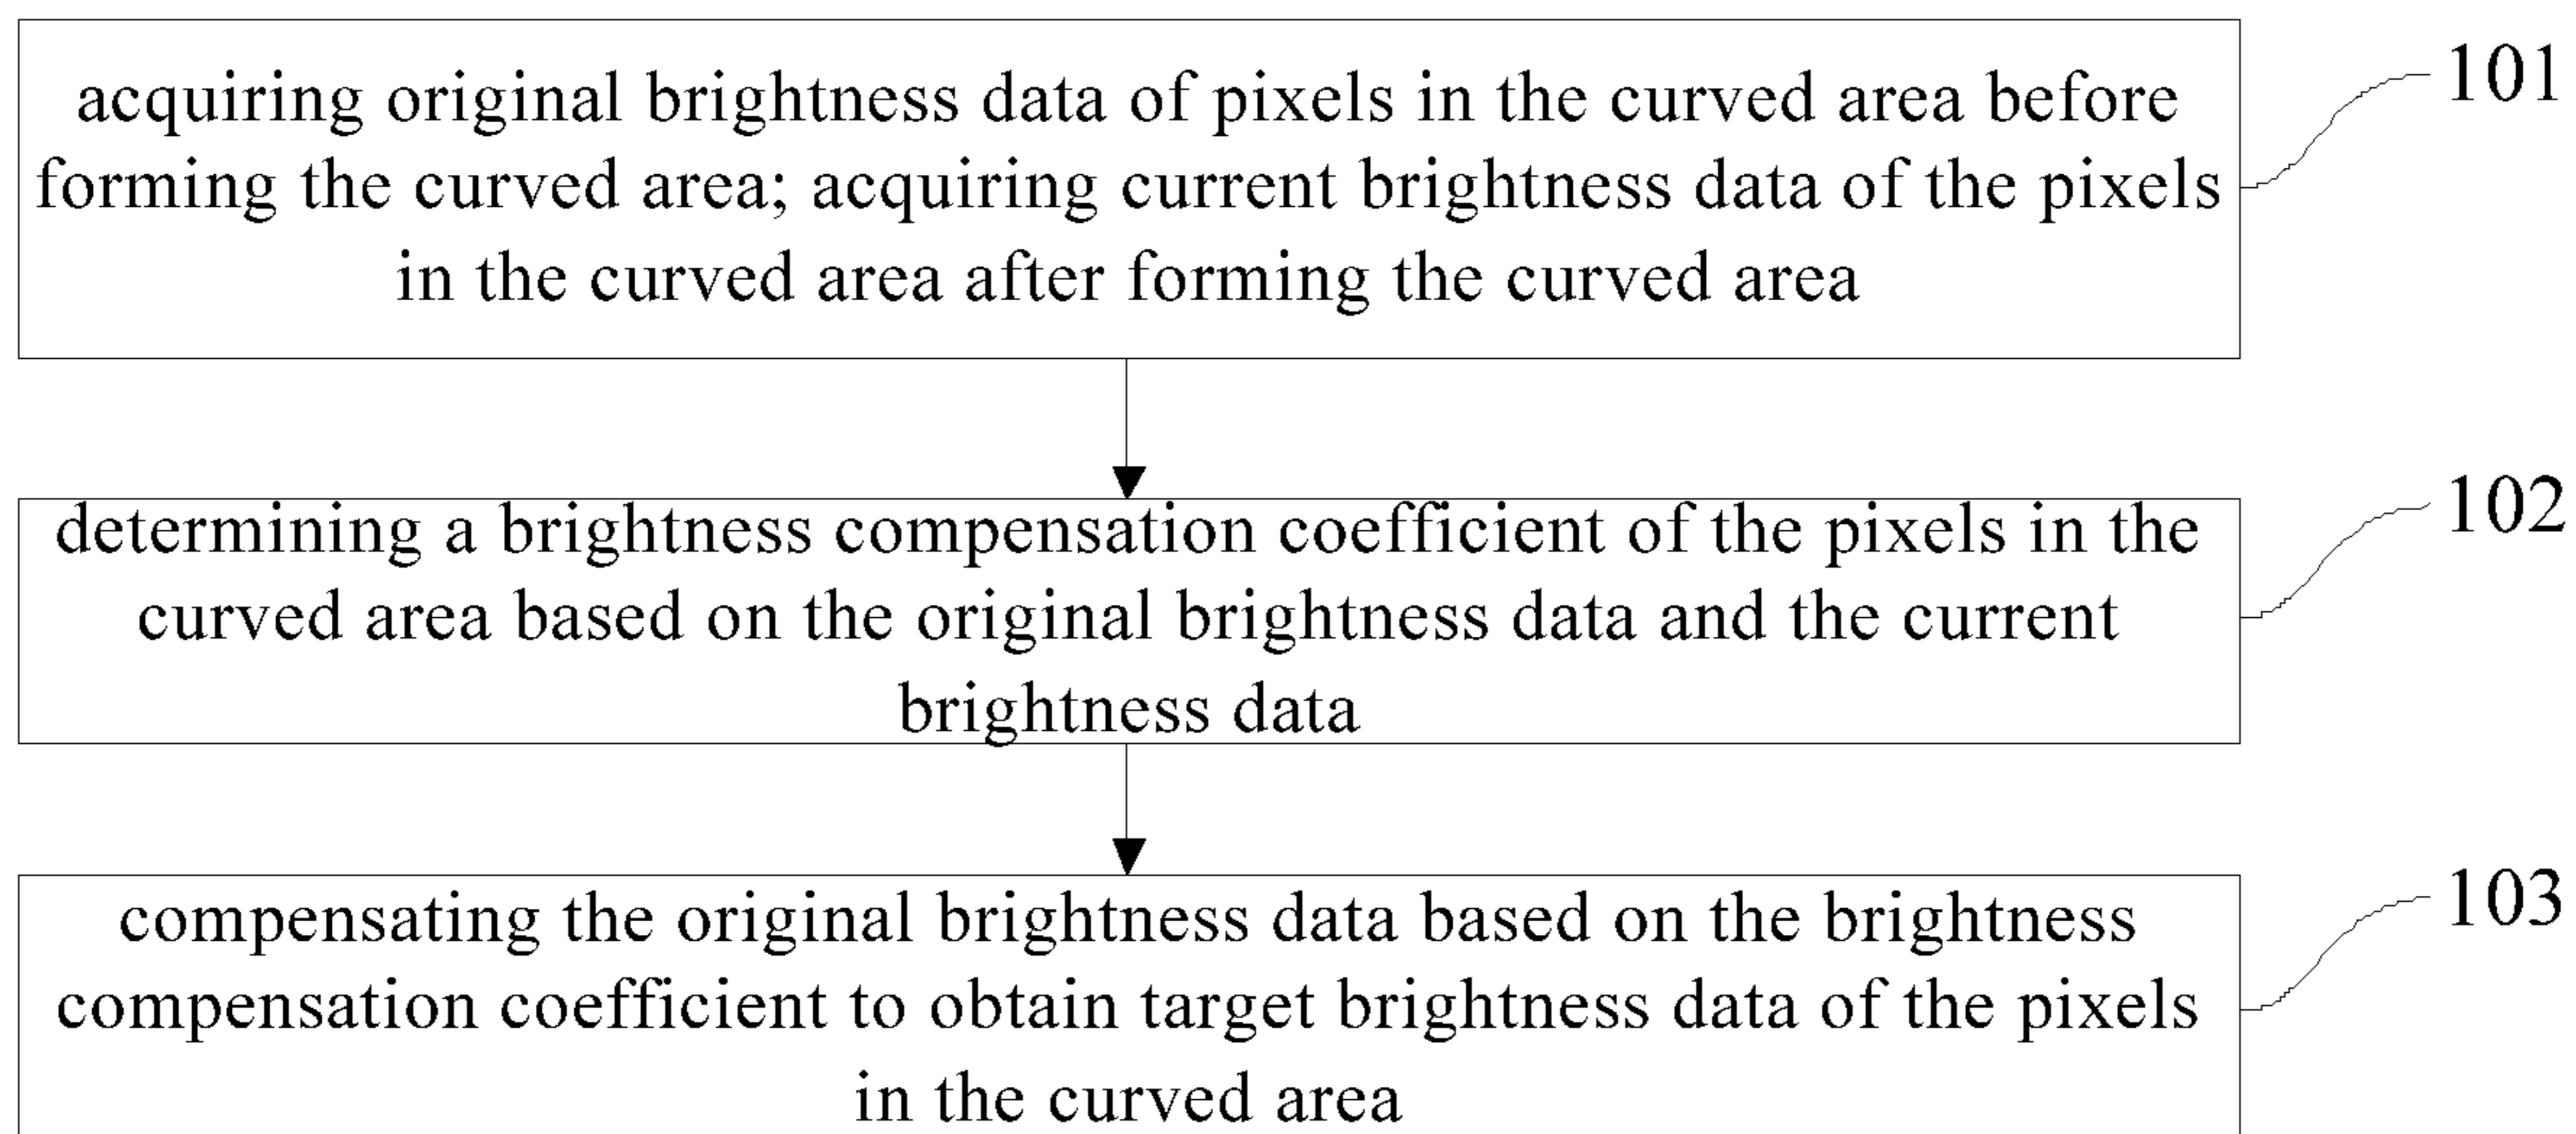 acquiring original brightness data of pixels in the curved area before
forming the curved area; acquiring current brightness data of the pixels
in the curved area after forming the curved area
101
determining a brightness compensation coefficient of the pixels in the
curved area based on the original brightness data and the current
brightness data
102
compensating the original brightness data based on the brightness
compensation coefficient to obtain target brightness data of the pixels
in the curved area
103